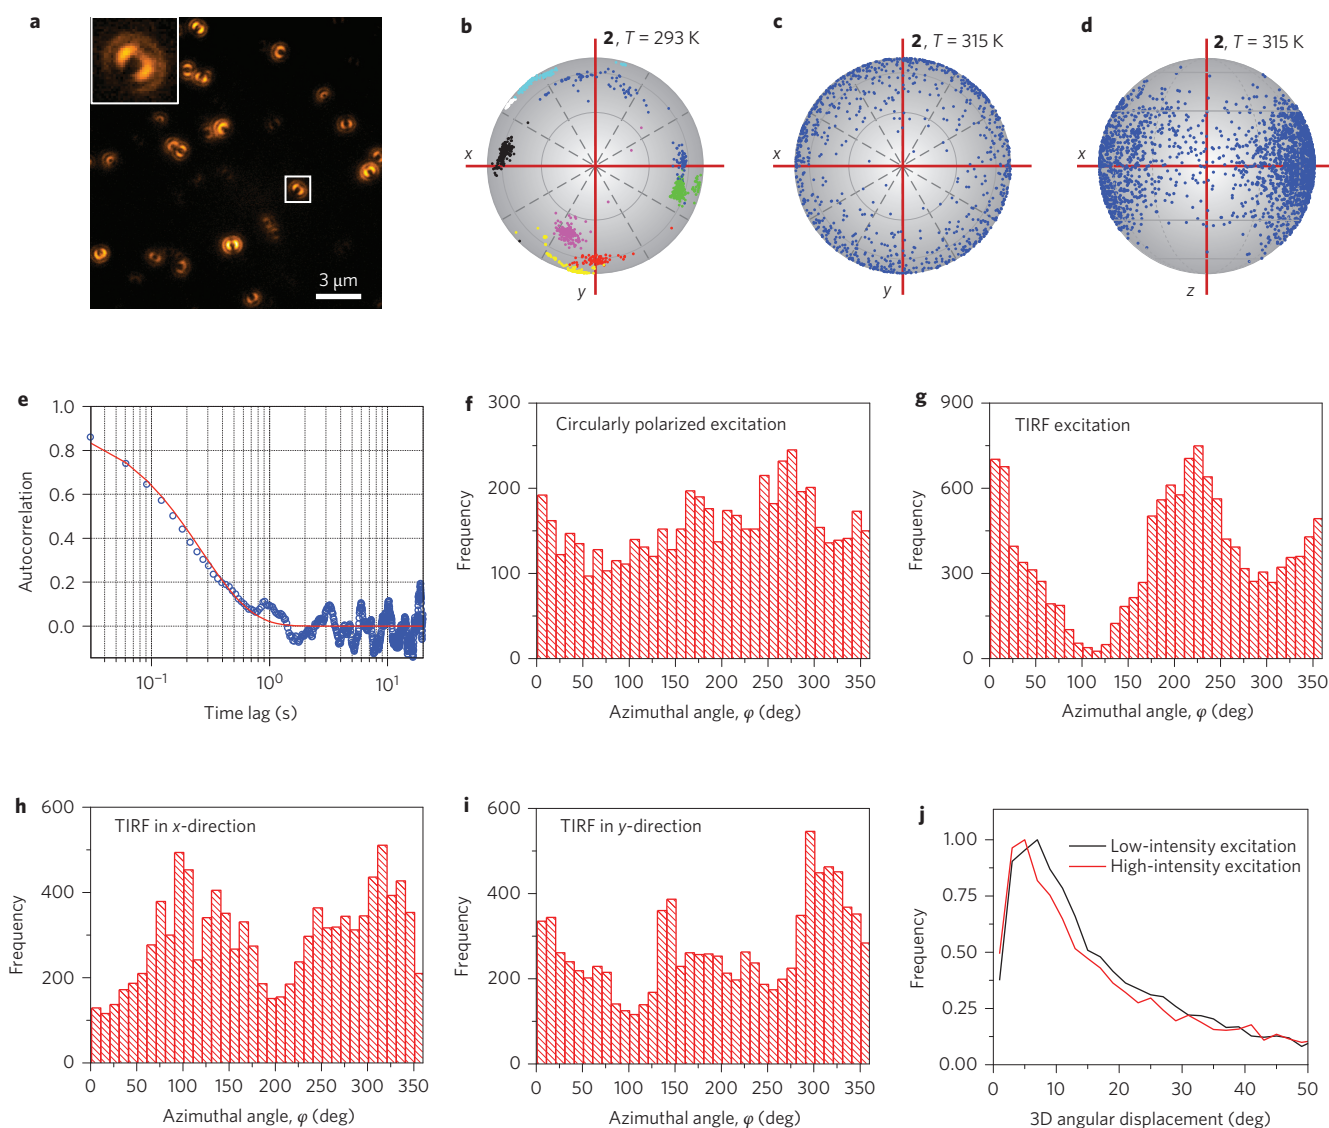 a
3 μm
b
2, T = 293 K
x
y
c
2, T = 315 K
x
y
d
2, T = 315 K
x
z
e
1.0
0.8
0.6
0.4
0.2
0.0
Autocorrelation
10⁻¹ 10⁰ 10¹
Time lag (s)
f
Circularly polarized excitation
300
200
100
0
Frequency
0 50 100 150 200 250 300 350
Azimuthal angle, φ (deg)
g
TIRF excitation
900
600
300
0
Frequency
0 50 100 150 200 250 300 350
Azimuthal angle, φ (deg)
h
TIRF in x-direction
600
400
200
0
Frequency
0 50 100 150 200 250 300 350
Azimuthal angle, φ (deg)
i
TIRF in y-direction
600
400
200
0
Frequency
0 50 100 150 200 250 300 350
Azimuthal angle, φ (deg)
j
Low-intensity excitation
High-intensity excitation
1.00
0.75
0.50
0.25
0.00
Frequency
0 10 20 30 40 50
3D angular displacement (deg)